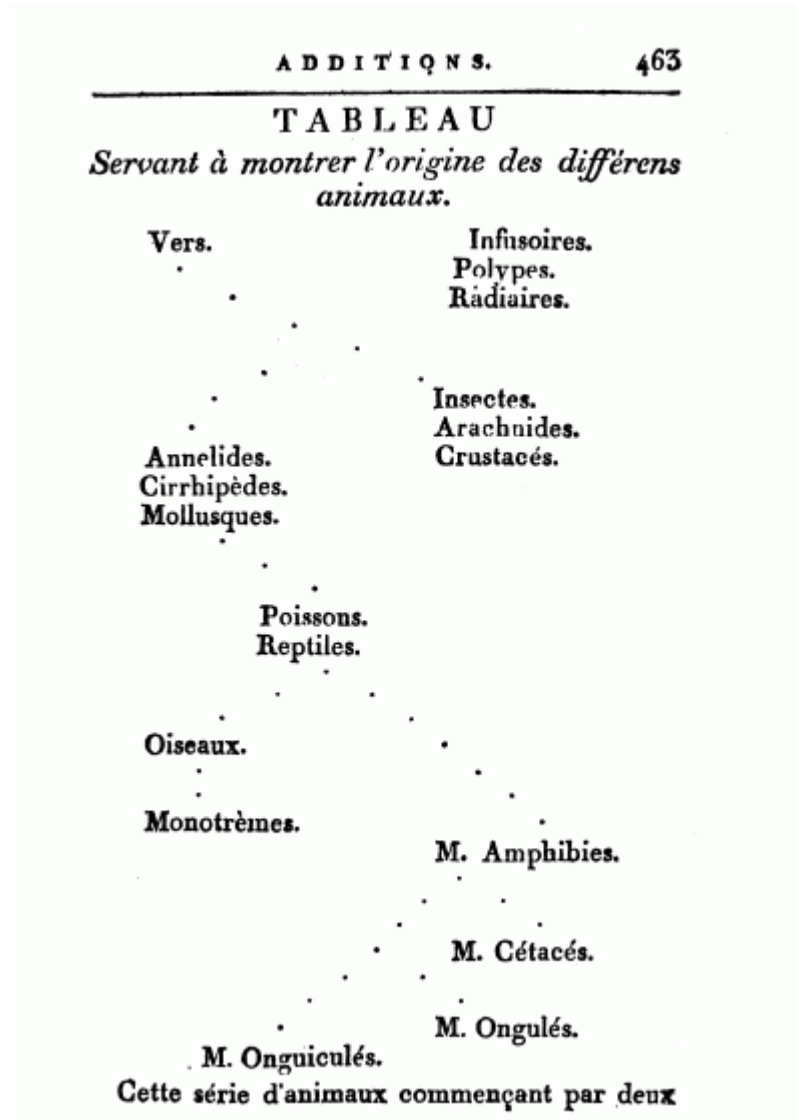 ADDITIONS. 463
TABLEAU
Servant à montrer l'origine des différens
animaux.
Vers. Infusoires.
Polypes.
Radiaires.
Insectes.
Arachnides.
Annelides. Crustacés.
Cirrhipèdes.
Mollusques.
Poissons.
Reptiles.
Oiseaux.
Monotrèmes.
M. Amphibies.
M. Cétacés.
M. Ongulés.
M. Onguiculés.
Cette série d'animaux commençant par deux